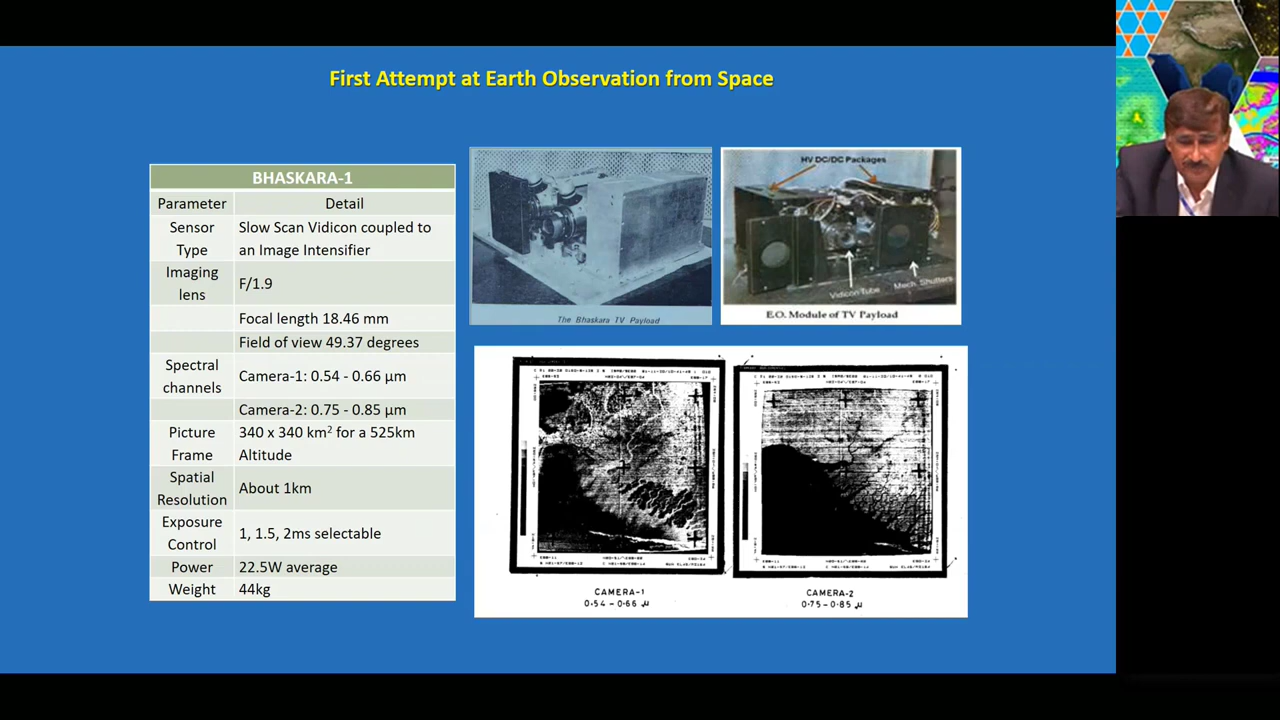 First Attempt at Earth Observation from Space
BHASKARA-1
Parameter Detail
Sensor Type Slow Scan Vidicon coupled to an Image Intensifier
Imaging lens F/1.9
Focal length 18.46 mm
Field of view 49.37 degrees
Spectral channels Camera-1: 0.54 - 0.66 µm
Camera-2: 0.75 - 0.85 µm
Picture Frame 340 x 340 km² for a 525km Altitude
Spatial Resolution About 1km
Exposure Control 1, 1.5, 2ms selectable
Power 22.5W average
Weight 44kg
The Bhaskara TV Payload
HV DC/DC Packages
Vidicon Tube
Mech. Shutters
E.O. Module of TV Payload
CAMERA-1
0.54 - 0.66 µ
CAMERA-2
0.75 - 0.85 µ